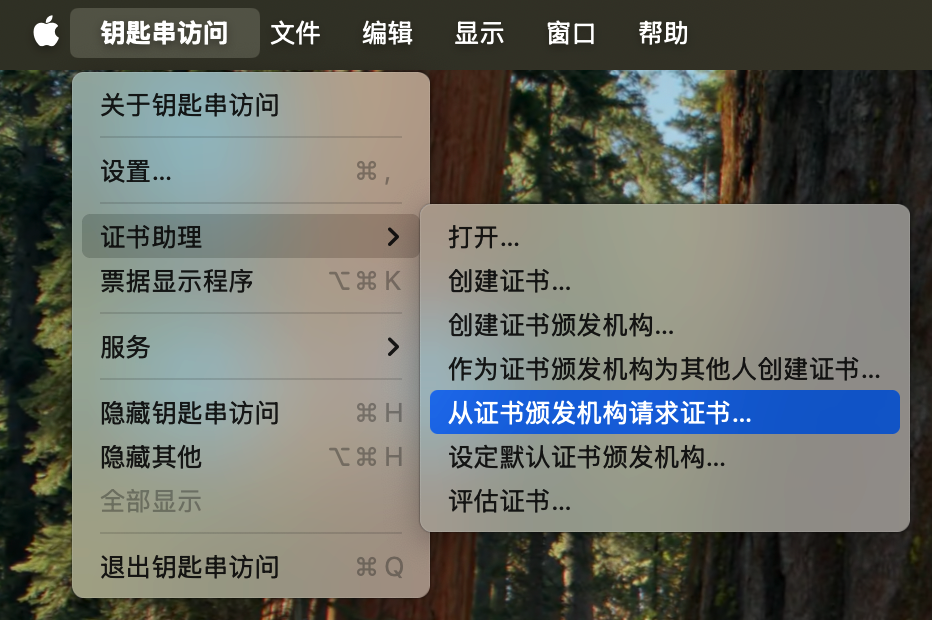 钥匙串访问 文件 编辑 显示 窗口 帮助
关于钥匙串访问
设置... ⌘ ,
证书助理
票据显示程序 ⌥⌘K
服务
隐藏钥匙串访问 ⌘H
隐藏其他 ⌥⌘H
全部显示
退出钥匙串访问 ⌘Q
打开...
创建证书...
创建证书颁发机构...
作为证书颁发机构为其他人创建证书...
从证书颁发机构请求证书...
设定默认证书颁发机构...
评估证书...